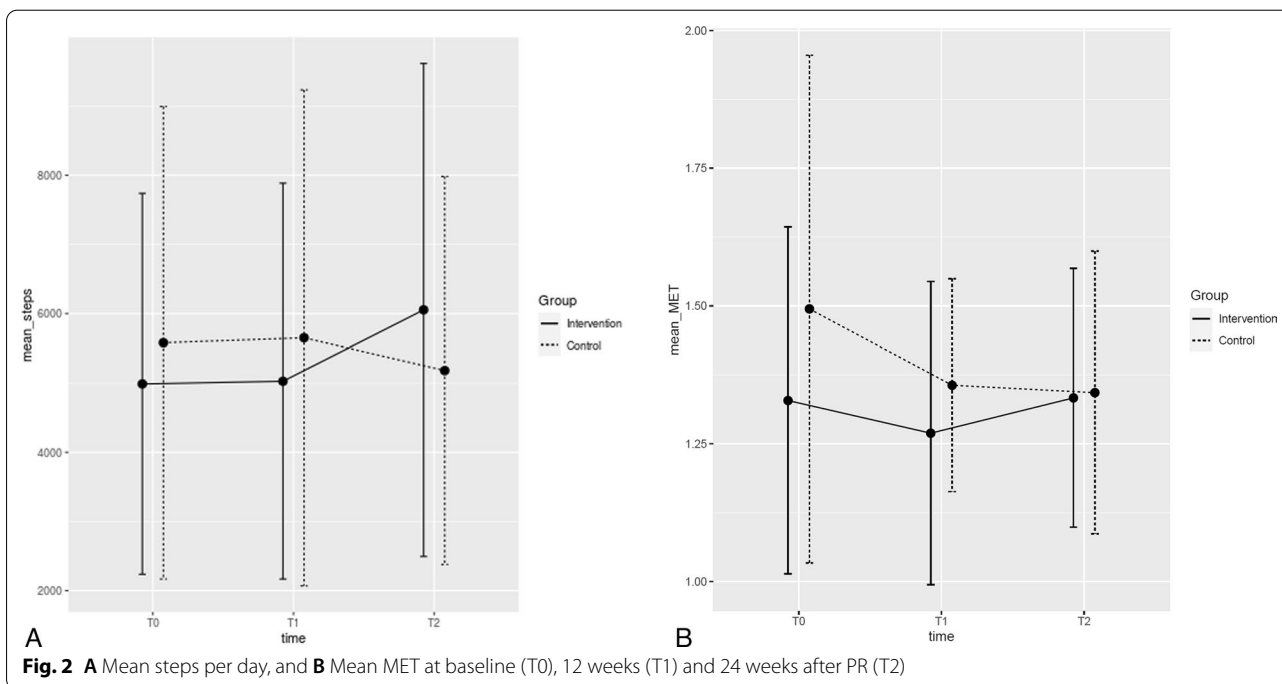 8000
6000
4000
2000
mean_steps
T0
T1
T2
time
Group
Intervention
Control
A
2.00
1.75
1.50
1.25
1.00
mean_MET
T0
T1
T2
time
Group
Intervention
Control
B
Fig. 2 A Mean steps per day, and B Mean MET at baseline (T0), 12 weeks (T1) and 24 weeks after PR (T2)